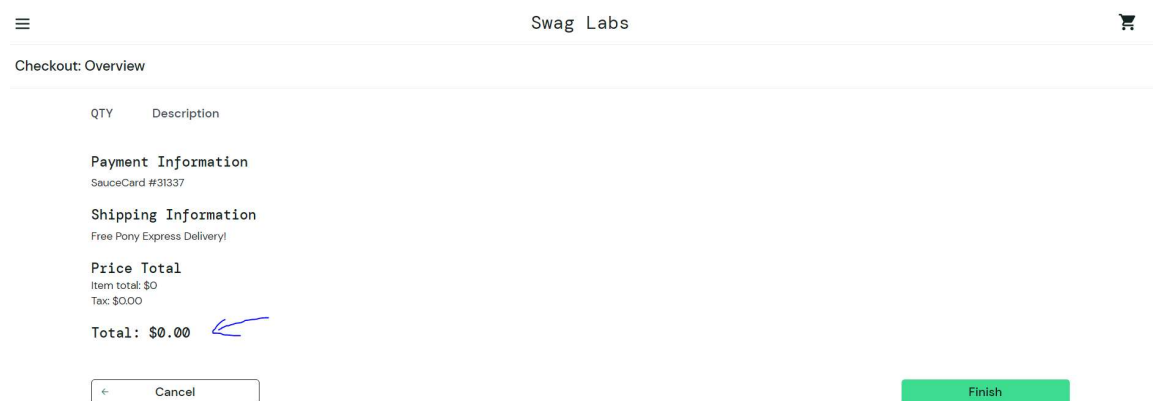 Swag Labs
Checkout: Overview
QTY Description
Payment Information
SauceCard #31337
Shipping Information
Free Pony Express Delivery!
Price Total
Item total: $0
Tax: $0.00
Total: $0.00
Cancel Finish